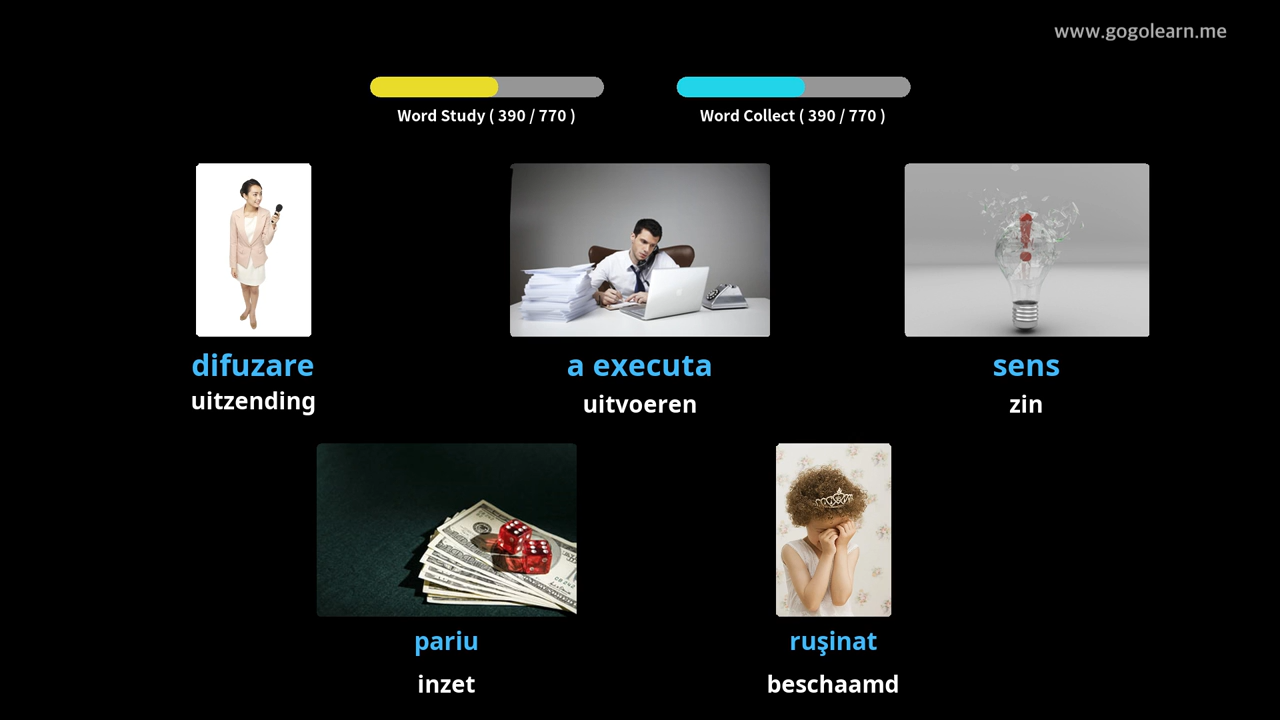 www.gogolearn.me
Word Study ( 390 / 770 )
Word Collect ( 390 / 770 )
difuzare
uitzending
a executa
uitvoeren
sens
zin
pariu
inzet
ruşinat
beschaamd